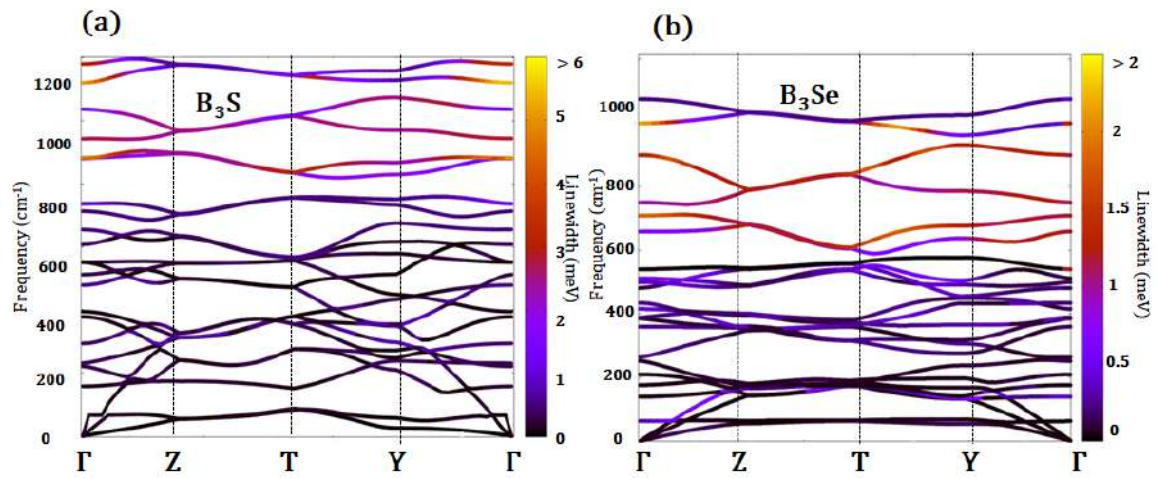 (a)
B₃S
1200
1000
800
600
400
200
0
Frequency (cm⁻¹)
Γ Z T Y Γ
> 6
5
4
3
2
1
0
Linewidth (meV)
(b)
B₃Se
1000
800
600
400
200
0
Frequency (cm⁻¹)
Γ Z T Y Γ
> 2
2
1.5
1
0.5
0
Linewidth (meV)